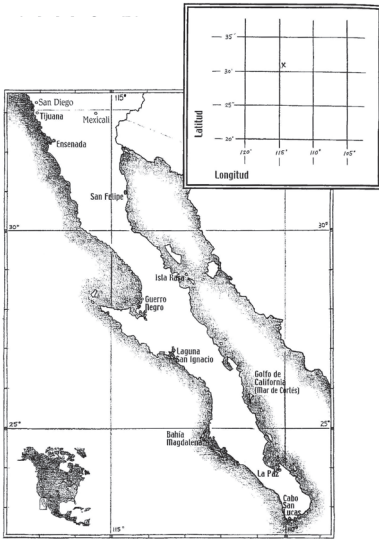 35°
X
30°
25°
20°
120° 115° 110° 105°
Latitud
Longitud
115°
San Diego
Tijuana
Mexicali
Ensenada
San Felipe
30° 30°
Isla Rasa
Guerro
Negro
Laguna
San Ignacio
Golfo de
California
(Mar de Cortés)
25° 25°
Bahía
Magdalena
La Paz
Cabo
San
Lucas
115°
110°